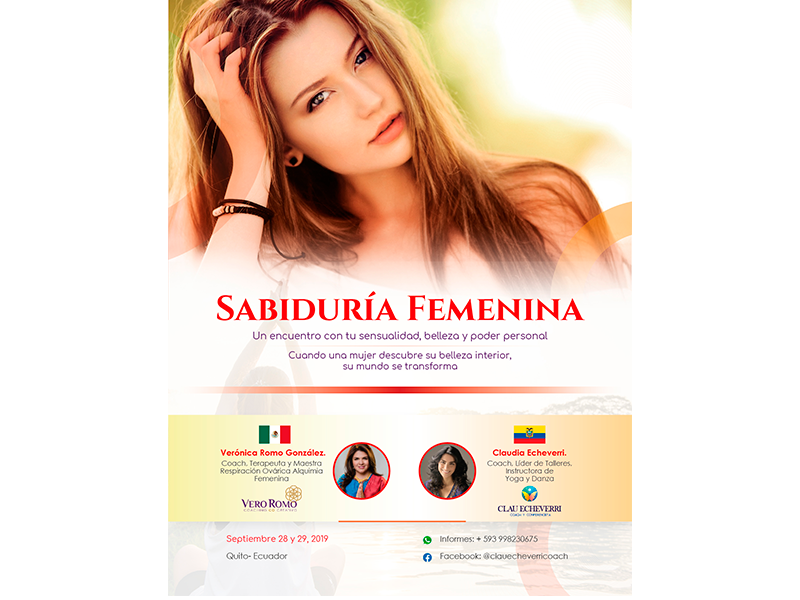 SABIDURÍA FEMENINA
Un encuentro con tu sensualidad, belleza y poder personal
Cuando una mujer descubre su belleza interior,
su mundo se transforma
Verónica Romo González.
Coach, Terapeuta y Maestra
Respiración Ovárica Alquimia
Femenina
VERO ROMO
Claudia Echeverri.
Coach, Líder de Talleres,
Instructora de
Yoga y Danza
CLAU ECHEVERRI
COACH Y CONFERENCISTA
Septiembre 28 y 29, 2019
Quito- Ecuador
Informes: + 593 998230675
Facebook: @clauecheverricoach